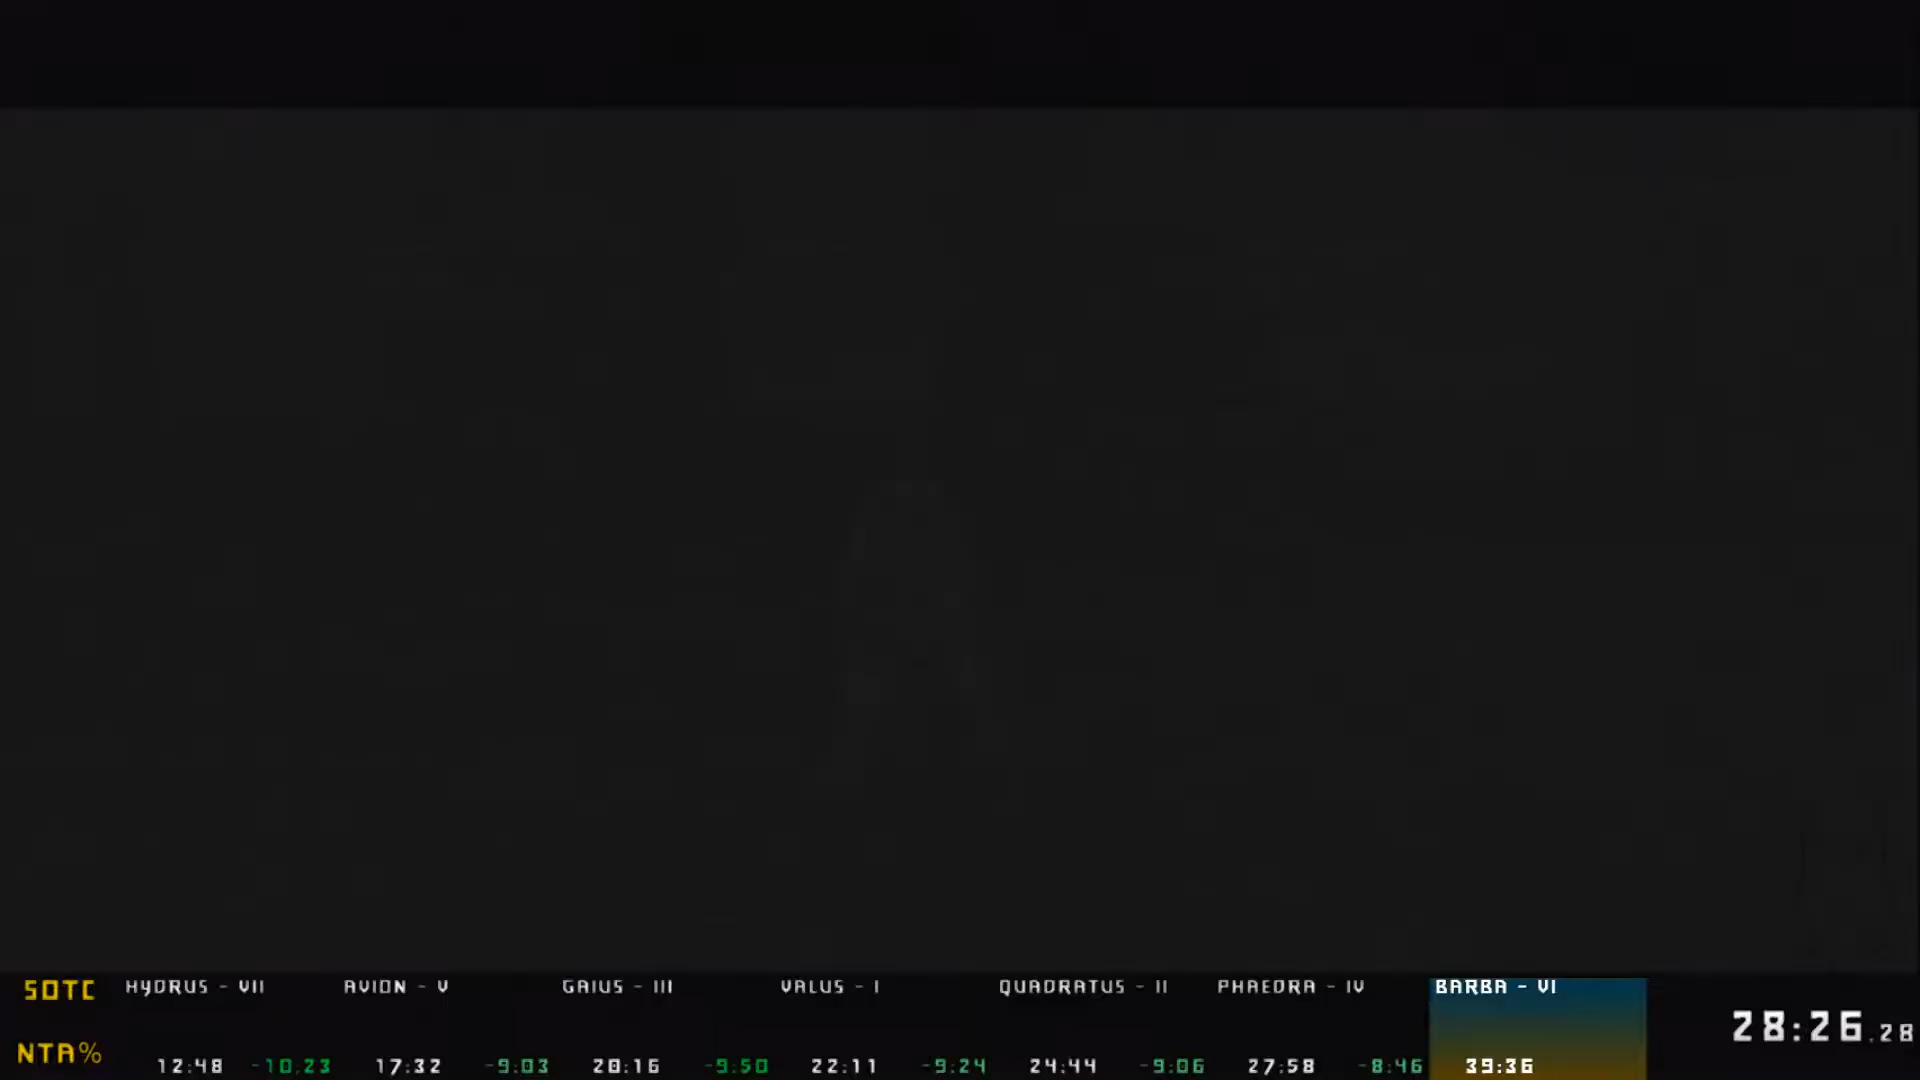 SOTC HYDRUS - VII AVION - V GAIUS - III VALUS - I QUADRATUS - II PHAEDRA - IV BARBA - VI
28:26.28
NTA% 12:48 -10:23 17:32 -9:03 20:16 -9:50 22:11 -9:24 24:44 -9:06 27:58 -8:46 39:36